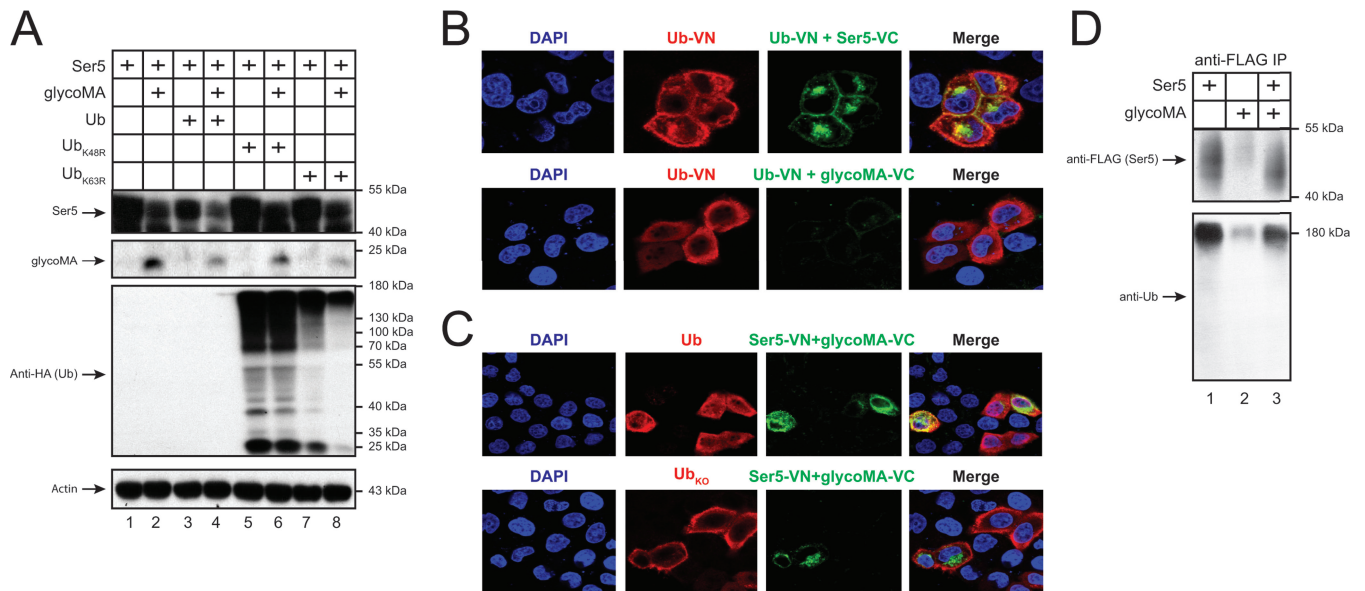 A
Ser5 + + + + + + + +
glycoMA + + + +
Ub + +
UbK48R + +
UbK63R + +
Ser5
55 kDa
40 kDa
glycoMA
25 kDa
180 kDa
130 kDa
100 kDa
70 kDa
55 kDa
Anti-HA (Ub)
40 kDa
35 kDa
25 kDa
Actin
43 kDa
1 2 3 4 5 6 7 8
B
DAPI Ub-VN Ub-VN + Ser5-VC Merge
DAPI Ub-VN Ub-VN + glycoMA-VC Merge
C
DAPI Ub Ser5-VN+glycoMA-VC Merge
DAPI UbKO Ser5-VN+glycoMA-VC Merge
D
anti-FLAG IP
Ser5 + +
glycoMA + +
55 kDa
anti-FLAG (Ser5)
40 kDa
180 kDa
anti-Ub
1 2 3